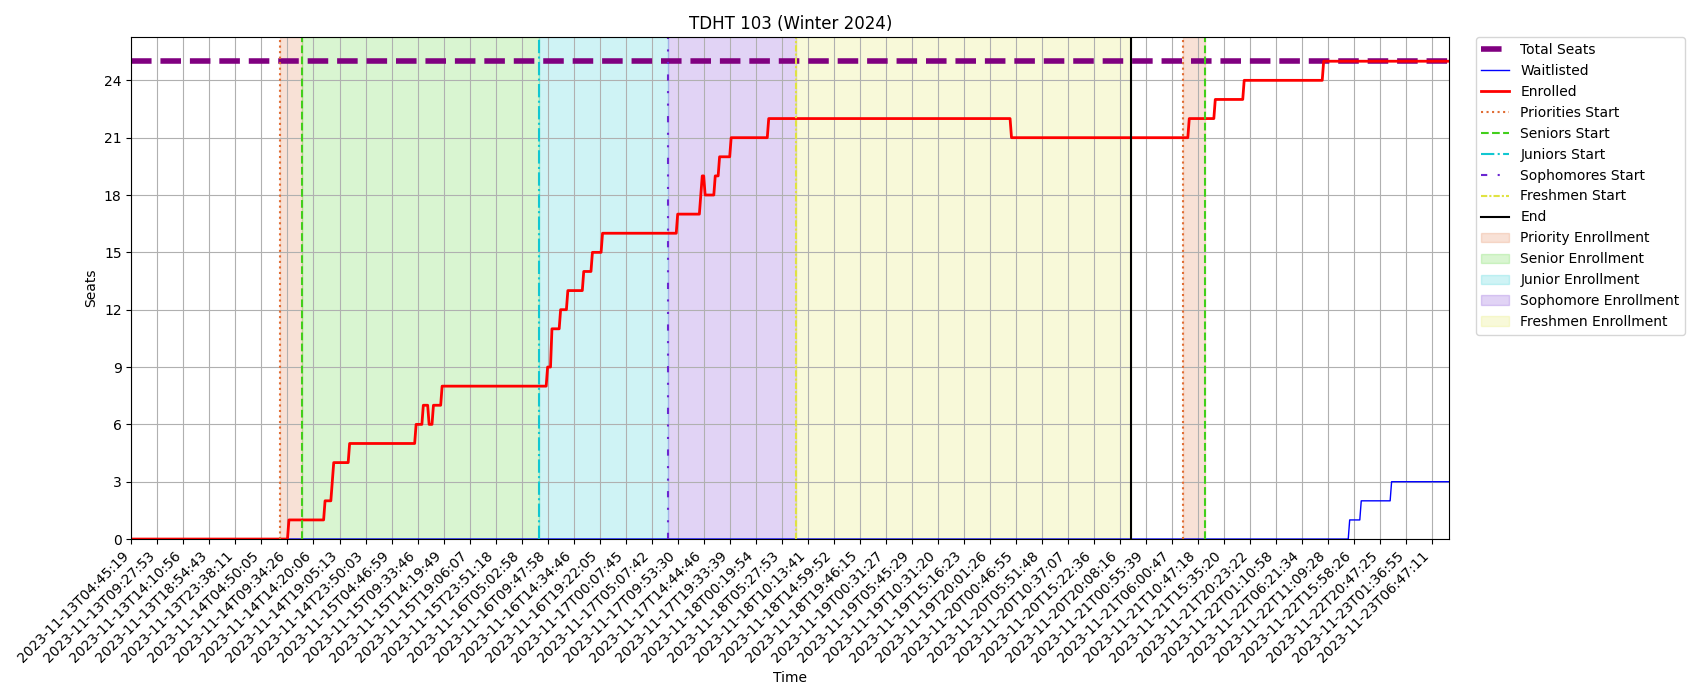 TDHT 103 (Winter 2024)
Seats
24
21
18
15
12
9
6
3
0
2023-11-13T04:45:19
2023-11-13T09:27:53
2023-11-13T14:10:56
2023-11-13T18:54:43
2023-11-13T23:38:11
2023-11-14T04:50:05
2023-11-14T09:34:20
2023-11-14T14:20:06
2023-11-14T19:05:13
2023-11-14T23:50:03
2023-11-15T04:46:59
2023-11-15T09:33:46
2023-11-15T14:19:49
2023-11-15T19:06:07
2023-11-15T23:51:18
2023-11-16T05:02:58
2023-11-16T09:47:58
2023-11-16T14:34:46
2023-11-16T19:22:05
2023-11-17T00:07:45
2023-11-17T05:07:42
2023-11-17T09:53:30
2023-11-17T14:44:46
2023-11-17T19:33:39
2023-11-18T00:19:54
2023-11-18T05:27:53
2023-11-18T10:13:41
2023-11-18T14:59:52
2023-11-18T19:46:15
2023-11-19T00:31:27
2023-11-19T05:45:29
2023-11-19T10:31:20
2023-11-19T15:16:23
2023-11-19T20:01:26
2023-11-20T00:46:55
2023-11-20T05:51:48
2023-11-20T10:37:07
2023-11-20T15:22:36
2023-11-20T20:08:16
2023-11-21T00:55:39
2023-11-21T06:00:47
2023-11-21T10:47:18
2023-11-21T15:35:20
2023-11-21T20:23:22
2023-11-22T01:10:58
2023-11-22T06:21:34
2023-11-22T11:09:28
2023-11-22T15:58:26
2023-11-22T20:47:25
2023-11-23T01:36:55
2023-11-23T06:47:11
Time
Total Seats
Waitlisted
Enrolled
Priorities Start
Seniors Start
Juniors Start
Sophomores Start
Freshmen Start
End
Priority Enrollment
Senior Enrollment
Junior Enrollment
Sophomore Enrollment
Freshmen Enrollment